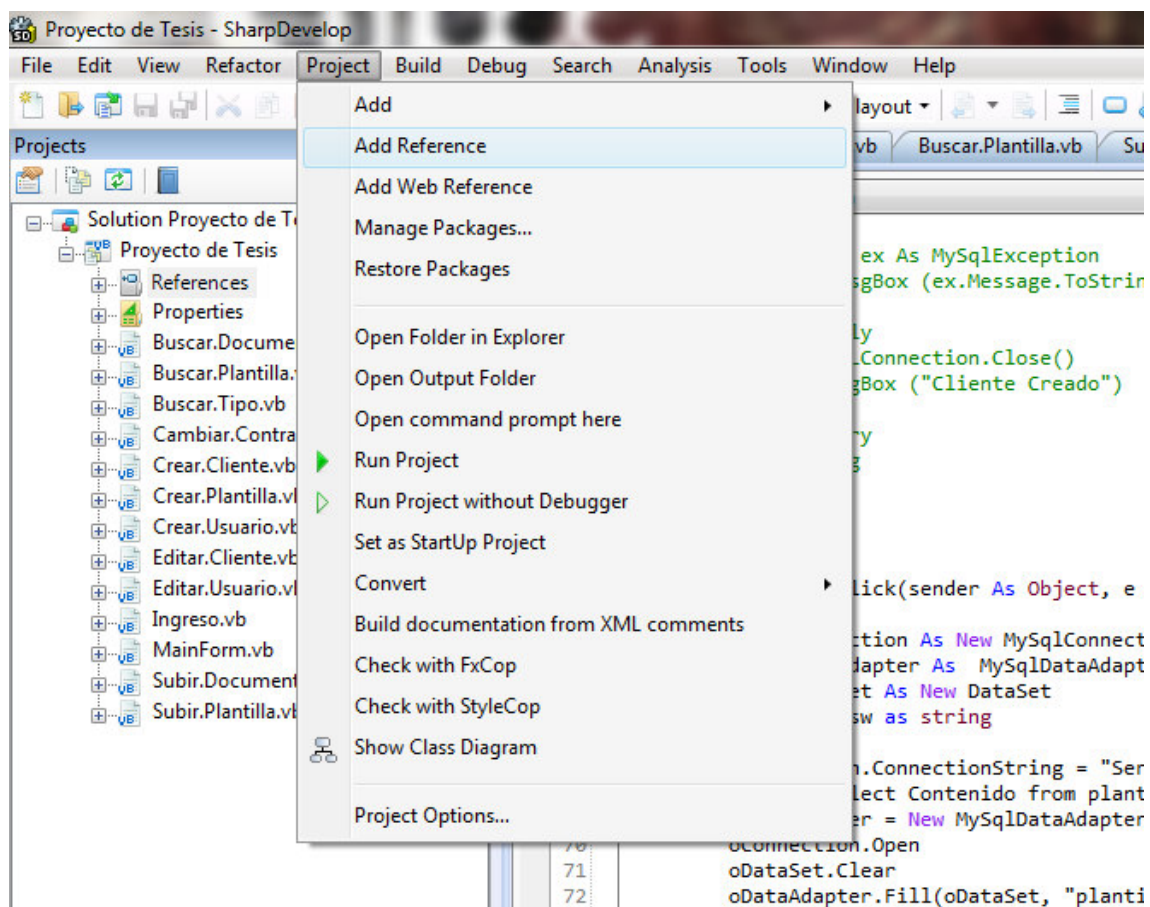 Proyecto de Tesis - SharpDevelop
File Edit View Refactor Project Build Debug Search Analysis Tools Window Help
layout
Projects
vb Buscar.Plantilla.vb Su
Solution Proyecto de Te
Proyecto de Tesis
References
Properties
Buscar.Docume
Buscar.Plantilla.
Buscar.Tipo.vb
Cambiar.Contra
Crear.Cliente.vb
Crear.Plantilla.vl
Crear.Usuario.vb
Editar.Cliente.vb
Editar.Usuario.vl
Ingreso.vb
MainForm.vb
Subir.Document
Subir.Plantilla.vb
Add
Add Reference
Add Web Reference
Manage Packages...
Restore Packages
Open Folder in Explorer
Open Output Folder
Open command prompt here
Run Project
Run Project without Debugger
Set as StartUp Project
Convert
Build documentation from XML comments
Check with FxCop
Check with StyleCop
Show Class Diagram
Project Options...
ex As MySqlException
sgBox (ex.Message.ToStrin
ly
lConnection.Close()
gBox ("Cliente Creado")
ry
g
lick(sender As Object, e
ction As New MySqlConnect
dapter As MySqlDataAdapt
et As New DataSet
sw as string
n.ConnectionString = "Ser
lect Contenido from plant
er = New MySqlDataAdapter
70 oConnection.Open
71 oDataSet.Clear
72 oDataAdapter.Fill(oDataSet, "planti